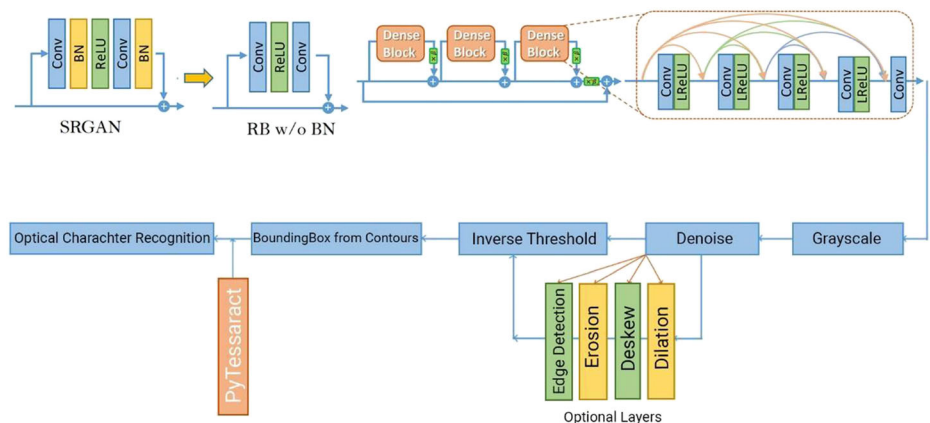 Conv
BN
ReLU
Conv
BN
SRGAN
Conv
ReLU
Conv
RB w/o BN
Dense
Block
Dense
Block
Dense
Block
×β
×β
×β
×β
Conv
LReLU
Conv
LReLU
Conv
LReLU
Conv
LReLU
Conv
Optical Charachter Recognition
BoundingBox from Contours
Inverse Threshold
Denoise
Grayscale
PyTessaract
Edge Detection
Erosion
Deskew
Dilation
Optional Layers